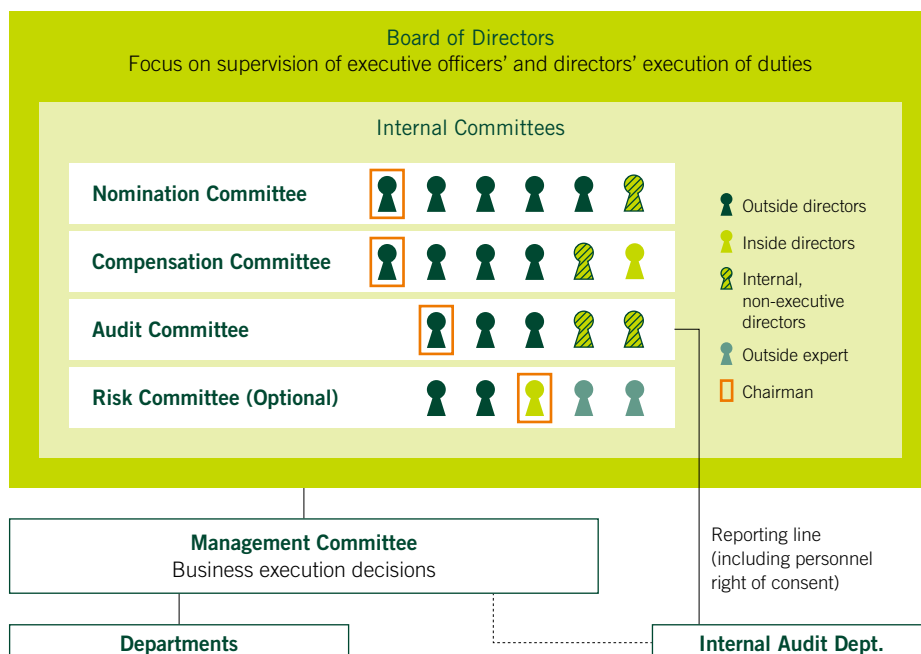 Board of Directors
Focus on supervision of executive officers’ and directors’ execution of duties
Internal Committees
Nomination Committee
Compensation Committee
Audit Committee
Risk Committee (Optional)
Outside directors
Inside directors
Internal,
non-executive
directors
Outside expert
Chairman
Management Committee
Business execution decisions
Reporting line
(including personnel
right of consent)
Departments
Internal Audit Dept.